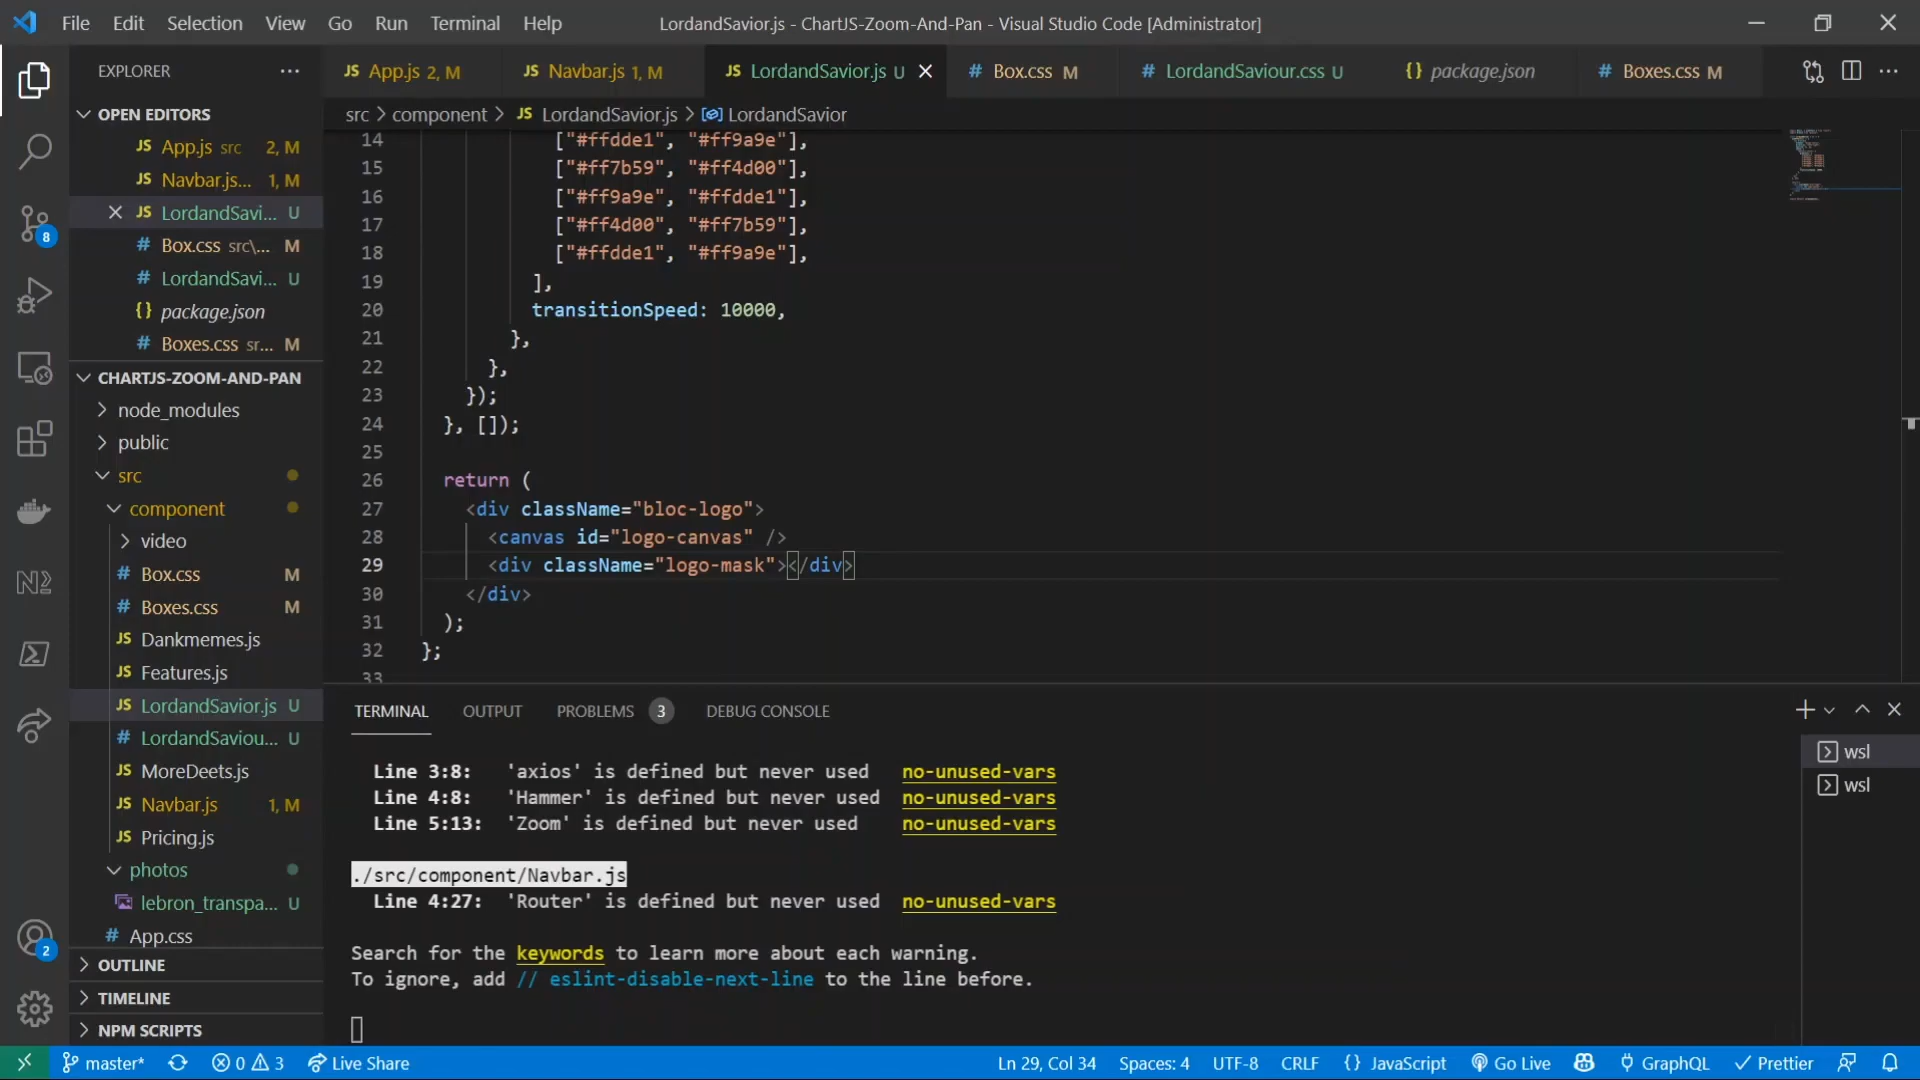 File Edit Selection View Go Run Terminal Help
LordandSavior.js - ChartJS-Zoom-And-Pan - Visual Studio Code [Administrator]
EXPLORER
OPEN EDITORS
JS App.js src 2, M
JS Navbar.js... 1, M
JS LordandSavi... U
# Box.css src\... M
# LordandSavi... U
{} package.json
# Boxes.css sr... M
CHARTJS-ZOOM-AND-PAN
node_modules
public
src
component
video
# Box.css M
# Boxes.css M
JS Dankmemes.js
JS Features.js
JS LordandSavior.js U
# LordandSaviou... U
JS MoreDeets.js
JS Navbar.js 1, M
JS Pricing.js
photos
lebron_transpa... U
# App.css
OUTLINE
TIMELINE
NPM SCRIPTS
8
2
JS App.js 2, M
JS Navbar.js 1, M
JS LordandSavior.js U
# Box.css M
# LordandSaviour.css U
{} package.json
# Boxes.css M
src > component > JS LordandSavior.js > LordandSavior
14 ["#ffdde1", "#ff9a9e"],
15 ["#ff7b59", "#ff4d00"],
16 ["#ff9a9e", "#ffdde1"],
17 ["#ff4d00", "#ff7b59"],
18 ["#ffdde1", "#ff9a9e"],
19 ],
20 transitionSpeed: 10000,
21 },
22 },
23 });
24 }, []);
25
26 return (
27 <div className="bloc-logo">
28 <canvas id="logo-canvas" />
29 <div className="logo-mask"></div>
30 </div>
31 );
32 };
33
TERMINAL OUTPUT PROBLEMS 3 DEBUG CONSOLE
wsl
wsl
Line 3:8: 'axios' is defined but never used no-unused-vars
Line 4:8: 'Hammer' is defined but never used no-unused-vars
Line 5:13: 'Zoom' is defined but never used no-unused-vars
./src/component/Navbar.js
Line 4:27: 'Router' is defined but never used no-unused-vars
Search for the keywords to learn more about each warning.
To ignore, add // eslint-disable-next-line to the line before.
master* 0 3 Live Share
Ln 29, Col 34 Spaces: 4 UTF-8 CRLF {} JavaScript Go Live GraphQL Prettier